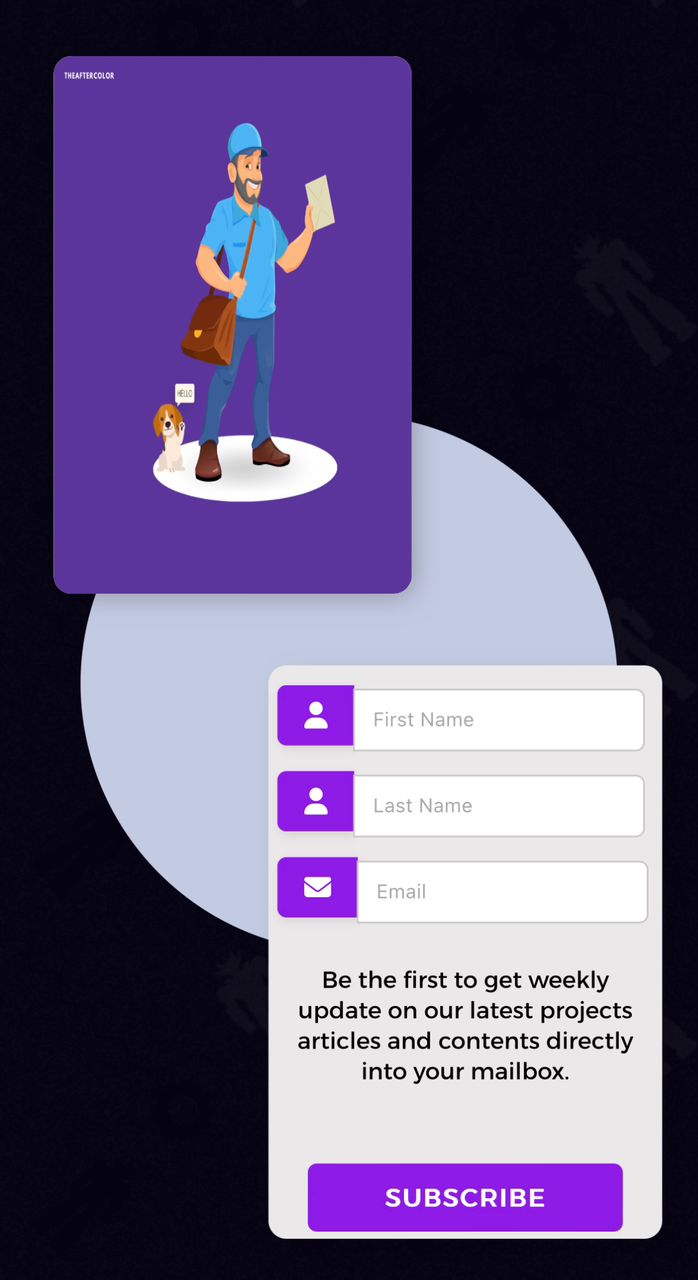 THEAFTERCOLOR
HELLO
First Name
Last Name
Email
Be the first to get weekly
update on our latest projects
articles and contents directly
into your mailbox.
SUBSCRIBE